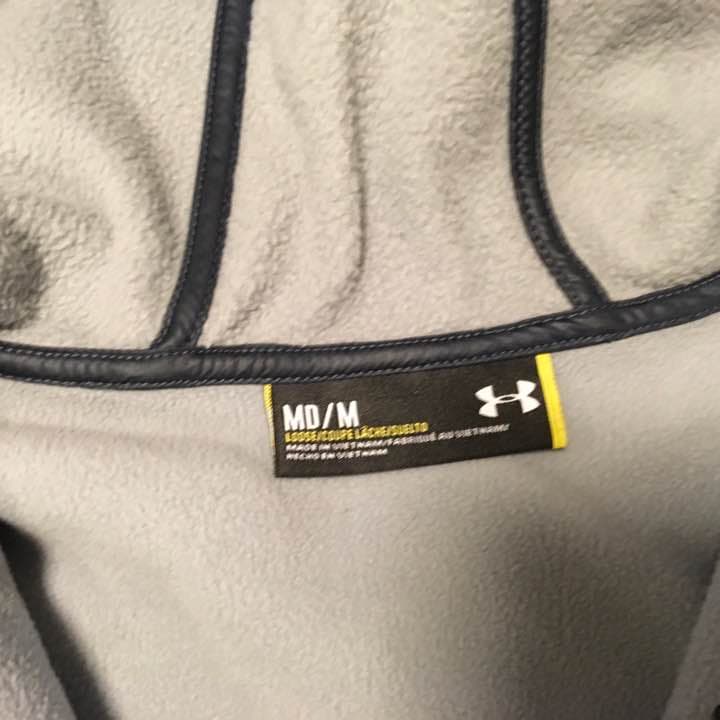 MD/M
LOOSE/COUPE LÂCHE/SUELTO
MADE IN VIETNAM/FABRIQUÉ AU VIETNAM/
HECHO EN VIETNAM